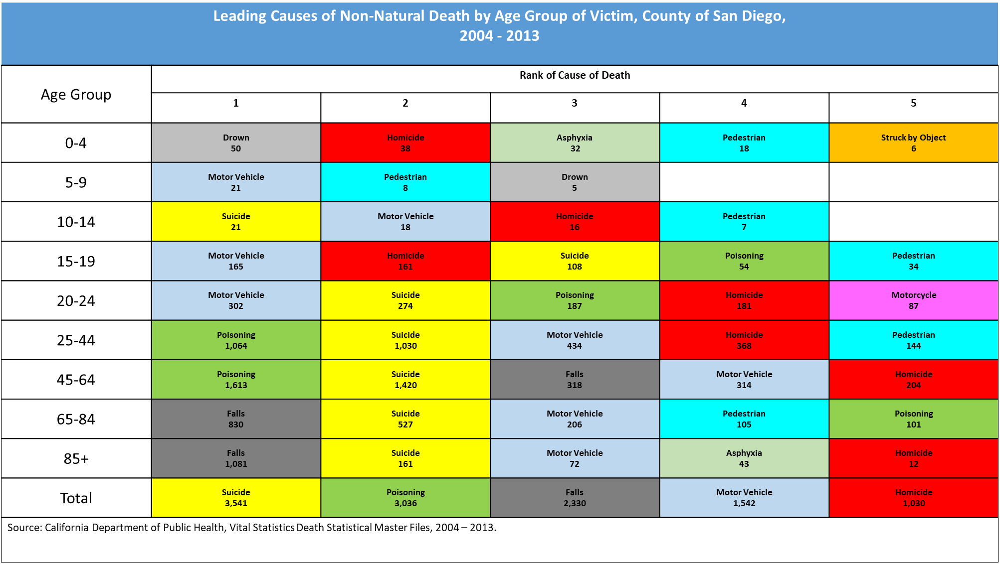 Leading Causes of Non-Natural Death by Age Group of Victim, County of San Diego,
2004 - 2013
Age Group
Rank of Cause of Death
1
2
3
4
5
0-4
Drown
50
Homicide
38
Asphyxia
32
Pedestrian
18
Struck by Object
6
5-9
Motor Vehicle
21
Pedestrian
8
Drown
5
10-14
Suicide
21
Motor Vehicle
18
Homicide
16
Pedestrian
7
15-19
Motor Vehicle
165
Homicide
161
Suicide
108
Poisoning
54
Pedestrian
34
20-24
Motor Vehicle
302
Suicide
274
Poisoning
187
Homicide
181
Motorcycle
87
25-44
Poisoning
1,064
Suicide
1,030
Motor Vehicle
434
Homicide
368
Pedestrian
144
45-64
Poisoning
1,613
Suicide
1,420
Falls
318
Motor Vehicle
314
Homicide
204
65-84
Falls
830
Suicide
527
Motor Vehicle
206
Pedestrian
105
Poisoning
101
85+
Falls
1,081
Suicide
161
Motor Vehicle
72
Asphyxia
43
Homicide
12
Total
Suicide
3,541
Poisoning
3,036
Falls
2,330
Motor Vehicle
1,542
Homicide
1,030
Source: California Department of Public Health, Vital Statistics Death Statistical Master Files, 2004 – 2013.